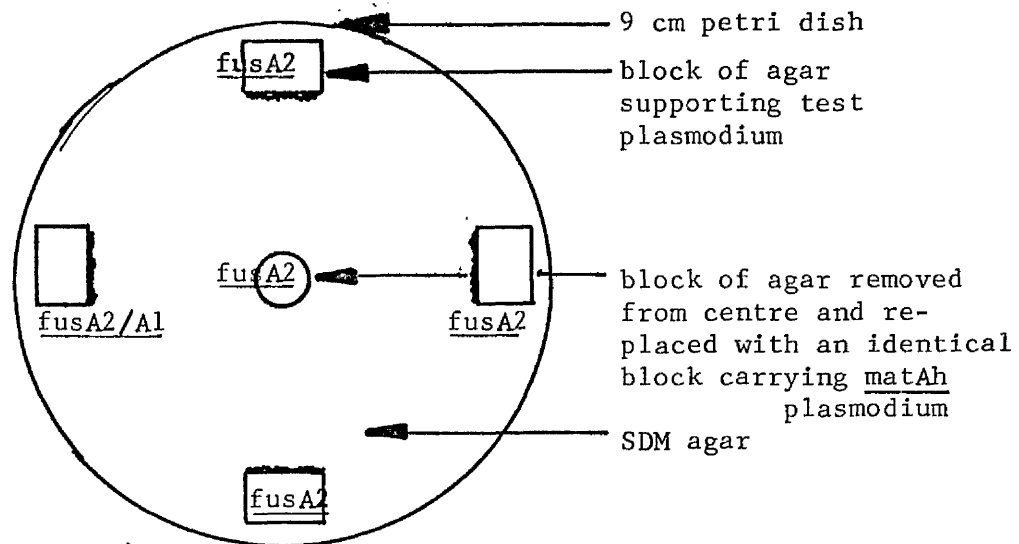 9 cm petri dish
fusA2
block of agar
supporting test
plasmodium
fusA2
block of agar removed
from centre and re-
placed with an identical
block carrying matAh
plasmodium
fusA2/A1
fusA2
SDM agar
fusA2